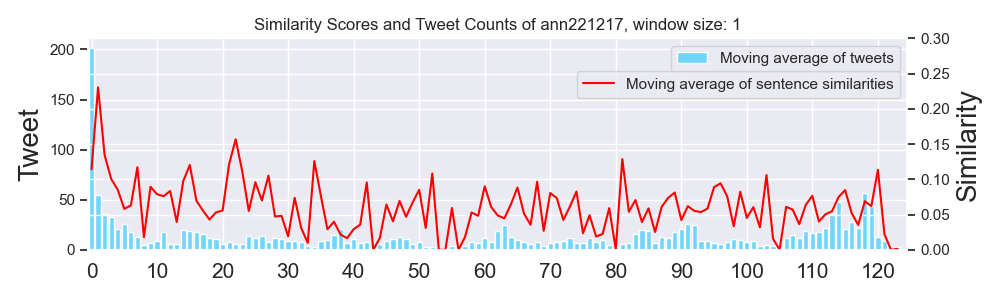 Similarity Scores and Tweet Counts of ann221217, window size: 1
Moving average of tweets
Moving average of sentence similarities
Tweet
200
150
100
50
0
Similarity
0.30
0.25
0.20
0.15
0.10
0.05
0.00
0 10 20 30 40 50 60 70 80 90 100 110 120